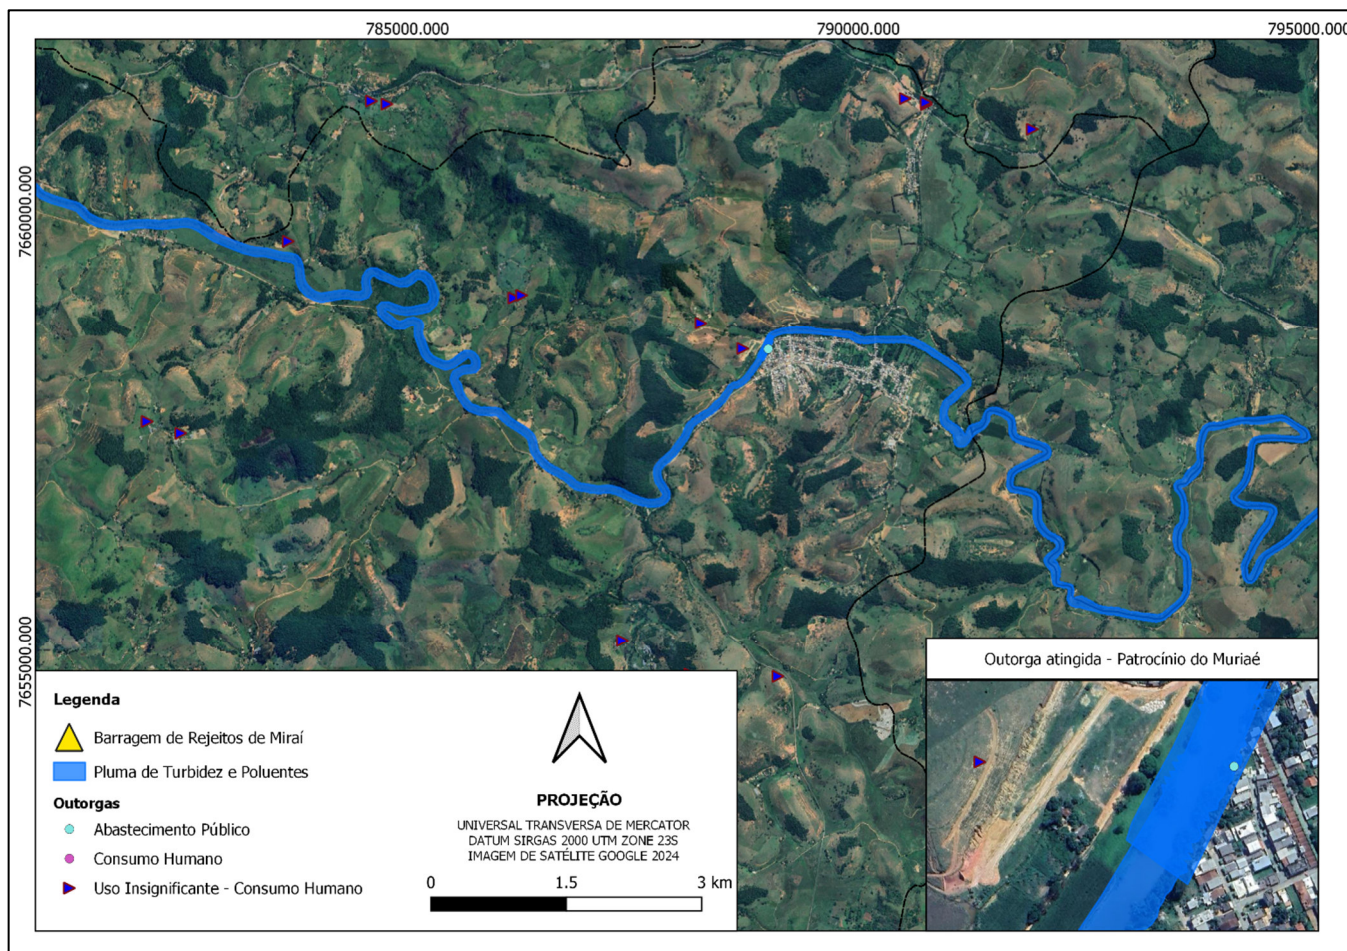 785000.000
790000.000
795000.000
7660000.000
7655000.000
Outorga atingida - Patrocínio do Muriaé
Legenda
Barragem de Rejeitos de Miraí
Pluma de Turbidez e Poluentes
Outorgas
Abastecimento Público
Consumo Humano
Uso Insignificante - Consumo Humano
PROJEÇÃO
UNIVERSAL TRANSVERSA DE MERCATOR
DATUM SIRGAS 2000 UTM ZONE 23S
IMAGEM DE SATÉLITE GOOGLE 2024
0 1.5 3 km